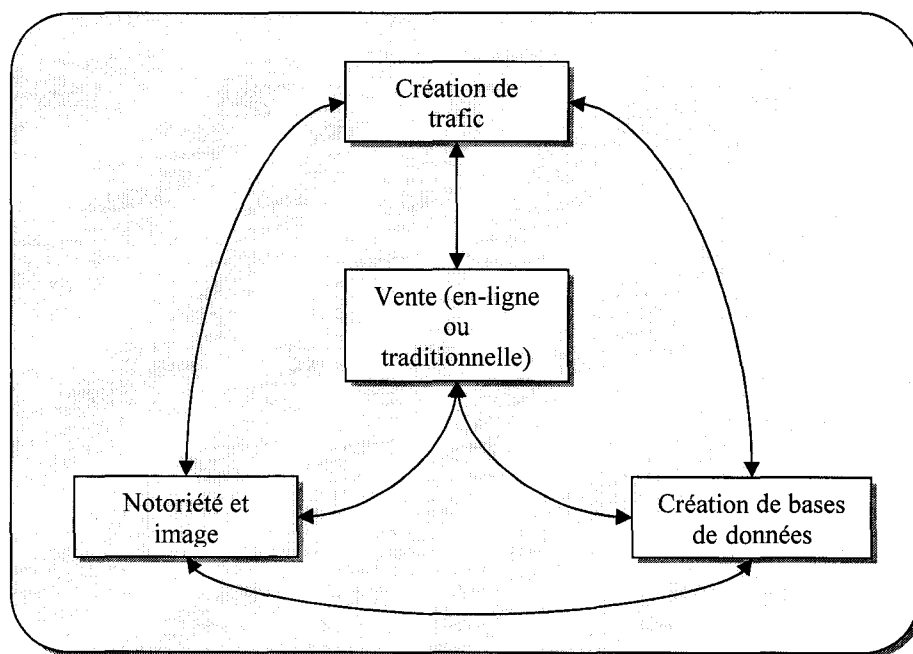 Création de
trafic
Vente (en-ligne
ou
traditionnelle)
Notoriété et
image
Création de bases
de données